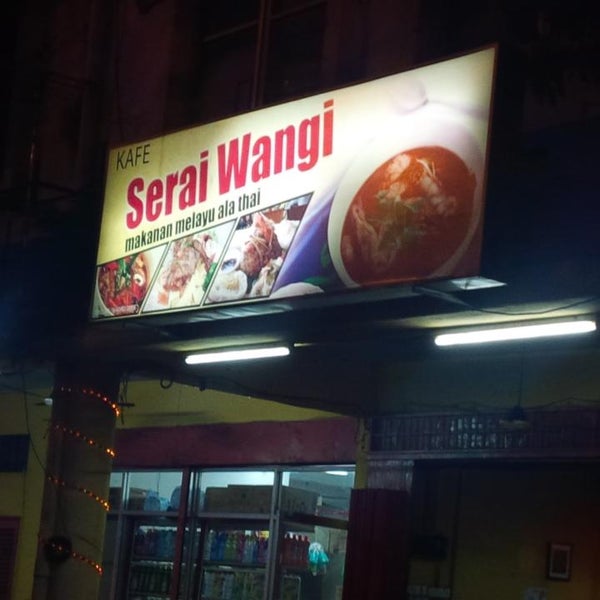 KAFE
Serai Wangi
makanan melayu ala thai